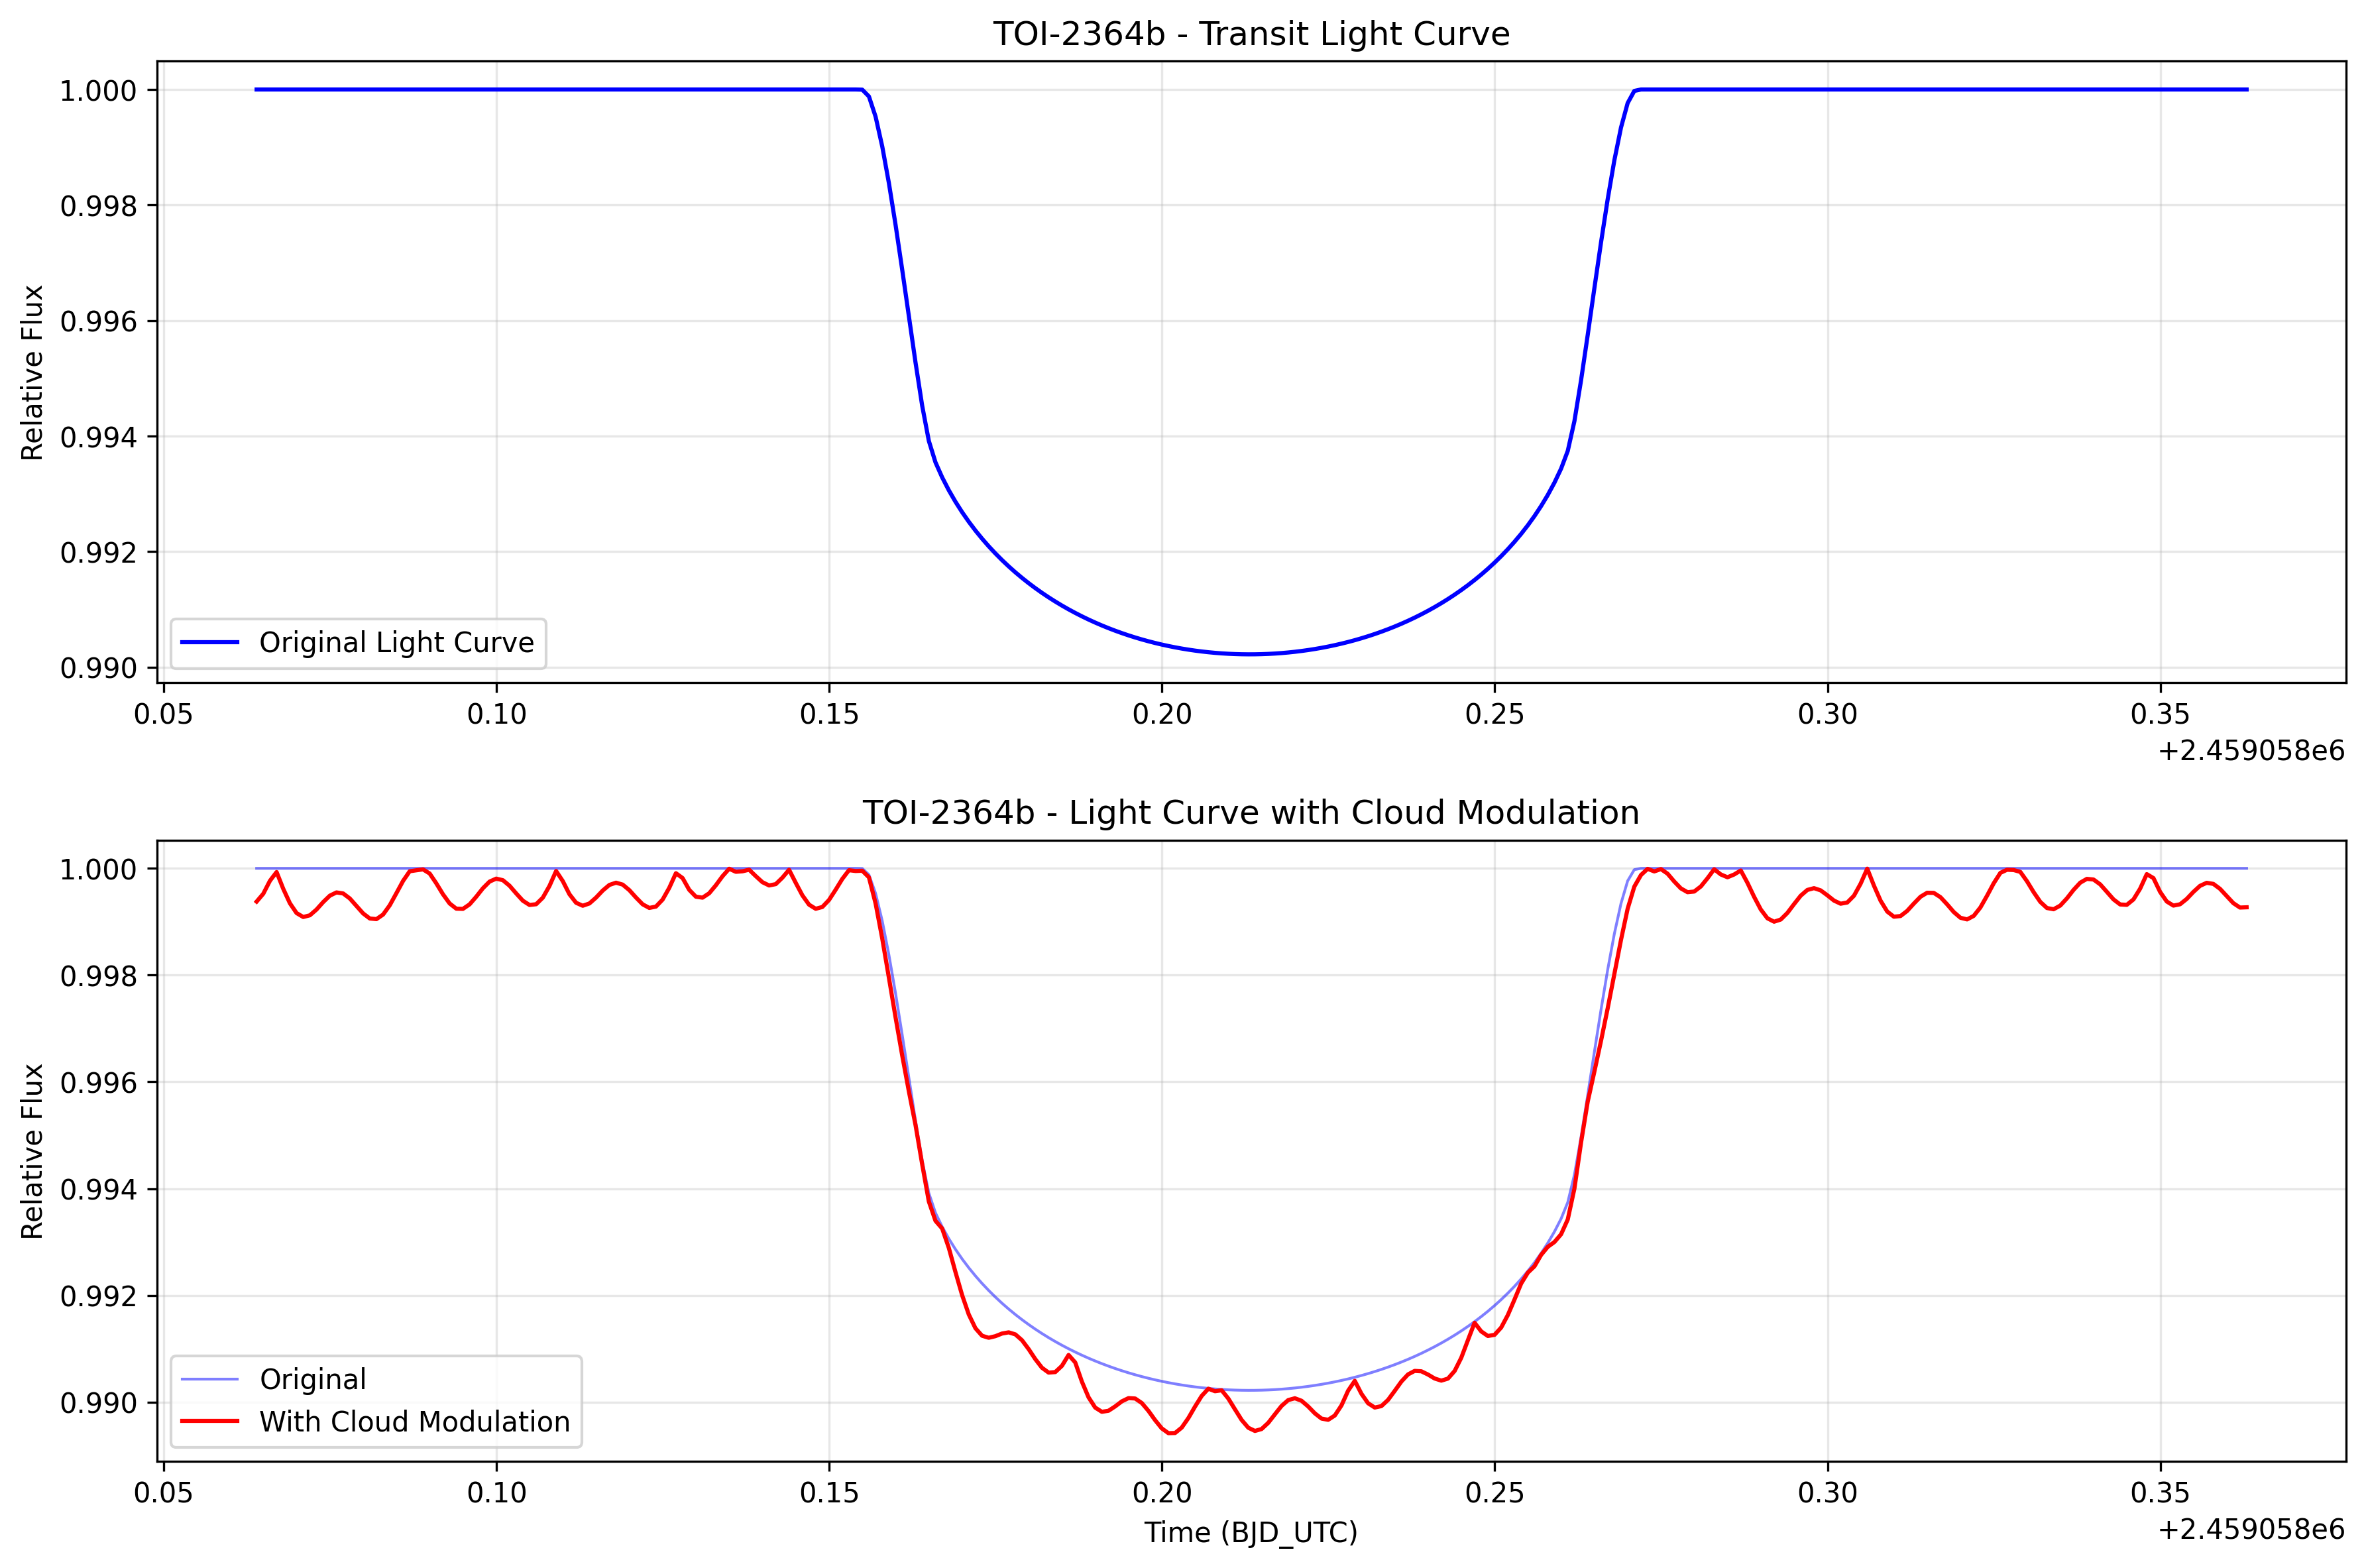 TOI-2364b - Transit Light Curve
Relative Flux
1.000
0.998
0.996
0.994
0.992
0.990
Original Light Curve
0.05 0.10 0.15 0.20 0.25 0.30 0.35
+2.459058e6
TOI-2364b - Light Curve with Cloud Modulation
Relative Flux
1.000
0.998
0.996
0.994
0.992
0.990
Original
With Cloud Modulation
0.05 0.10 0.15 0.20 0.25 0.30 0.35
Time (BJD_UTC)
+2.459058e6